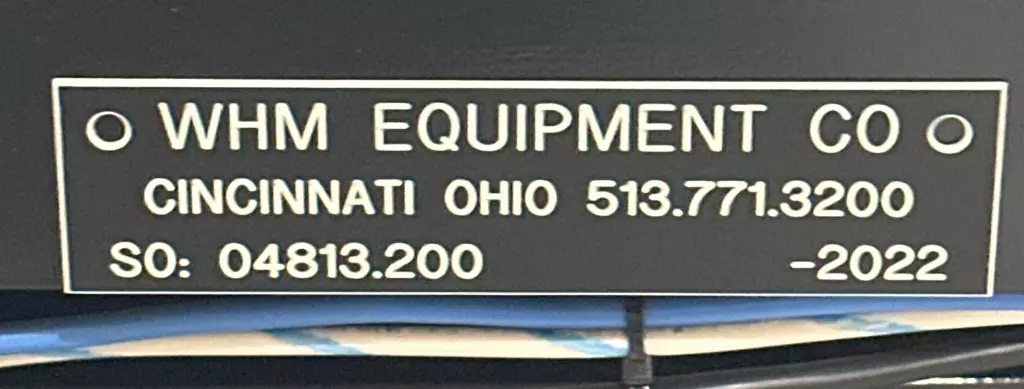 WHM EQUIPMENT CO
CINCINNATI OHIO 513.771.3200
SO: 04813.200 -2022